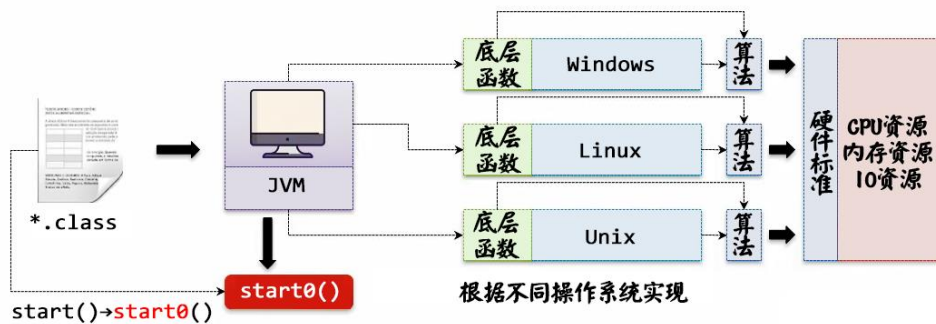 *.class
start()→start0()
JVM
start0()
底层
函数
Windows
算法
底层
函数
Linux
算法
底层
函数
Unix
算法
根据不同操作系统实现
硬件标准
CPU资源
内存资源
IO资源